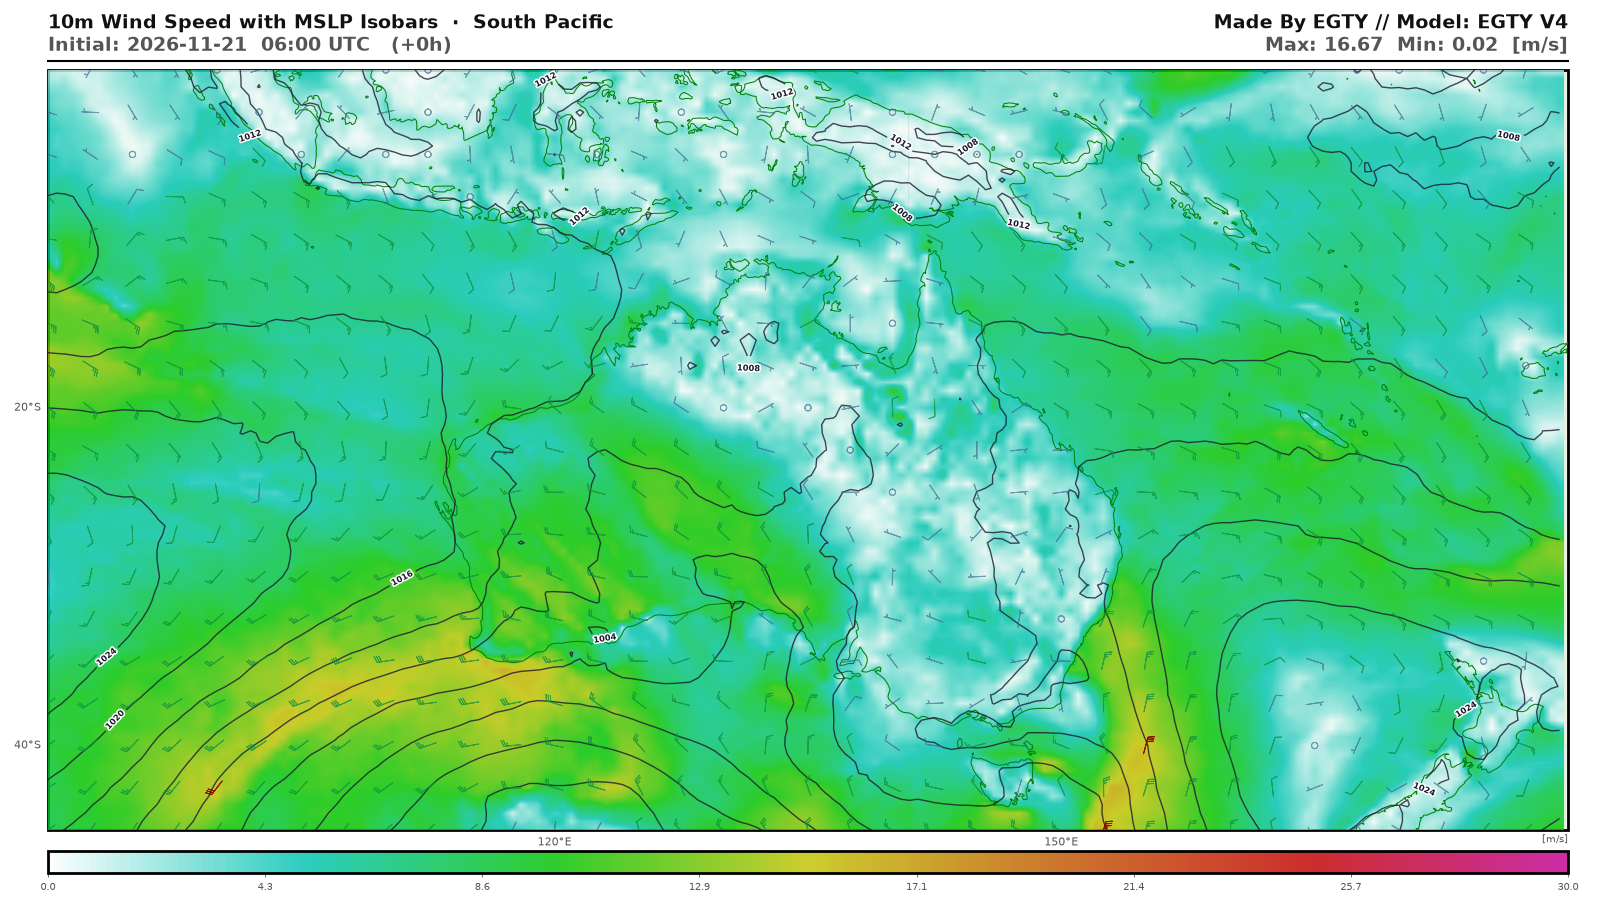 10m Wind Speed with MSLP Isobars · South Pacific
Made By EGTY // Model: EGTY V4
Initial: 2026-11-21 06:00 UTC (+0h)
Max: 16.67 Min: 0.02 [m/s]
1012
1012
1012
1012
1008
1008
1012
1008
1012
1008
20°S
1016
1004
1024
1020
1024
40°S
1024
120°E
150°E
[m/s]
0.0
4.3
8.6
12.9
17.1
21.4
25.7
30.0